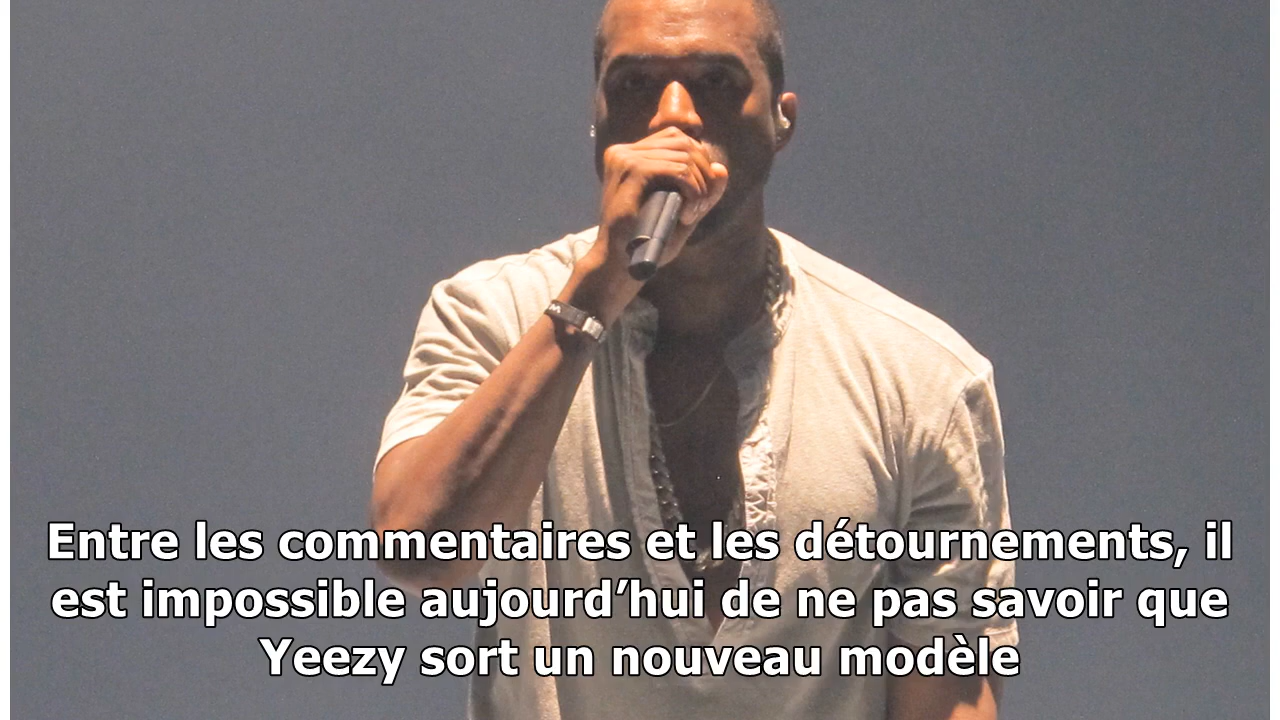 Entre les commentaires et les détournements, il
est impossible aujourd’hui de ne pas savoir que
Yeezy sort un nouveau modèle